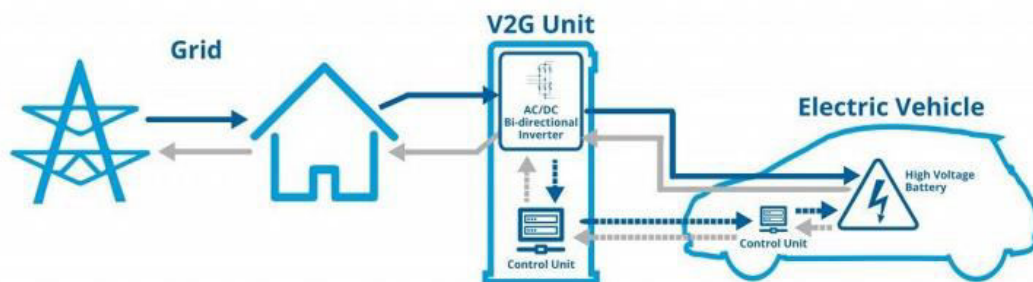 V2G Unit
Grid
AC/DC
Bi-directional
Inverter
Electric Vehicle
High Voltage
Battery
Control Unit
Control Unit